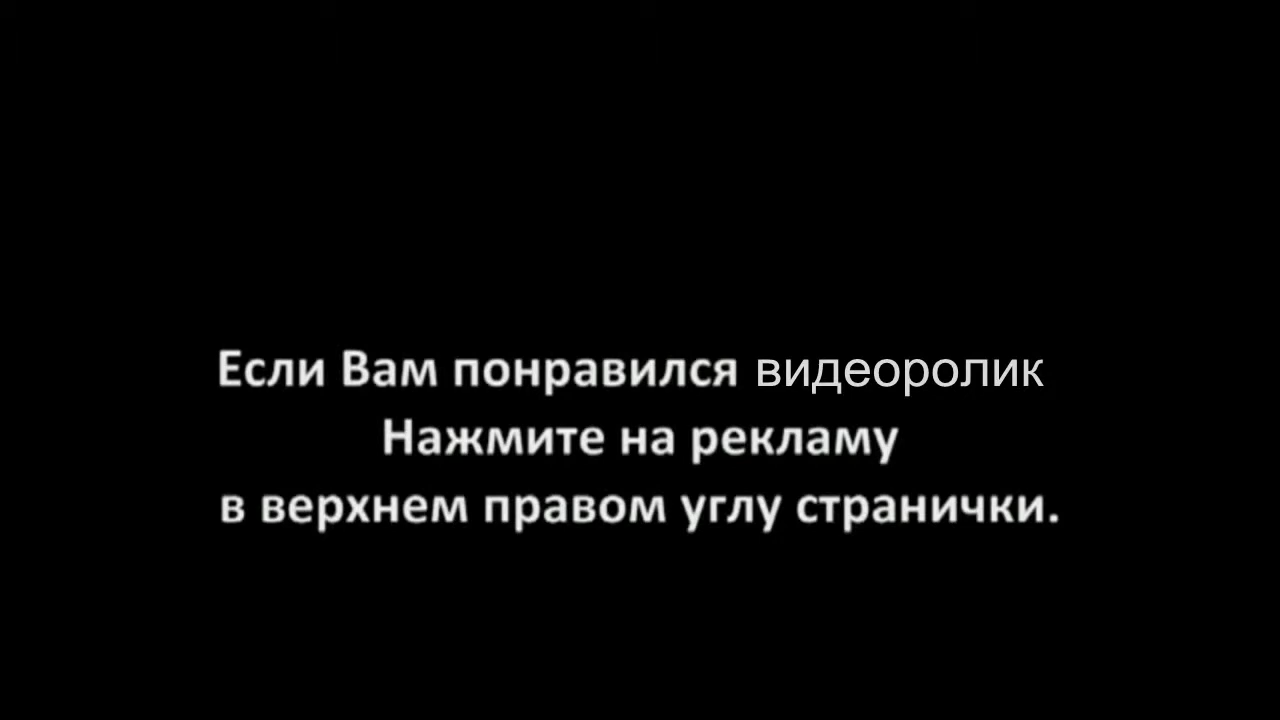 Если Вам понравился видеоролик
Нажмите на рекламу
в верхнем правом углу странички.